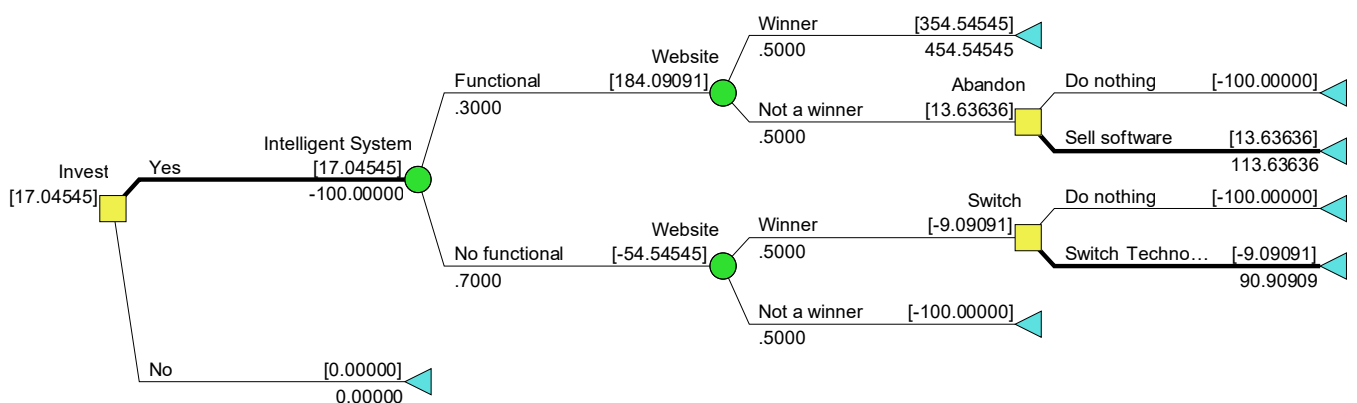 Winner [354.54545]
.5000 454.54545
Website
Functional [184.09091]
.3000
Abandon
Do nothing [-100.00000]
Not a winner [13.63636]
.5000
Sell software [13.63636]
113.63636
Intelligent System
Yes [17.04545]
-100.00000
Invest
[17.04545]
Switch
Do nothing [-100.00000]
Website
Winner [-9.09091]
.5000
No functional [-54.54545]
.7000
Switch Techno... [-9.09091]
90.90909
Not a winner [-100.00000]
.5000
No [0.00000]
0.00000